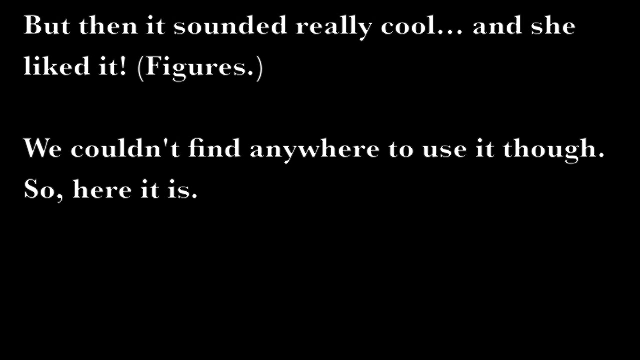 But then it sounded really cool... and she
liked it! (Figures.)
We couldn't find anywhere to use it though.
So, here it is.